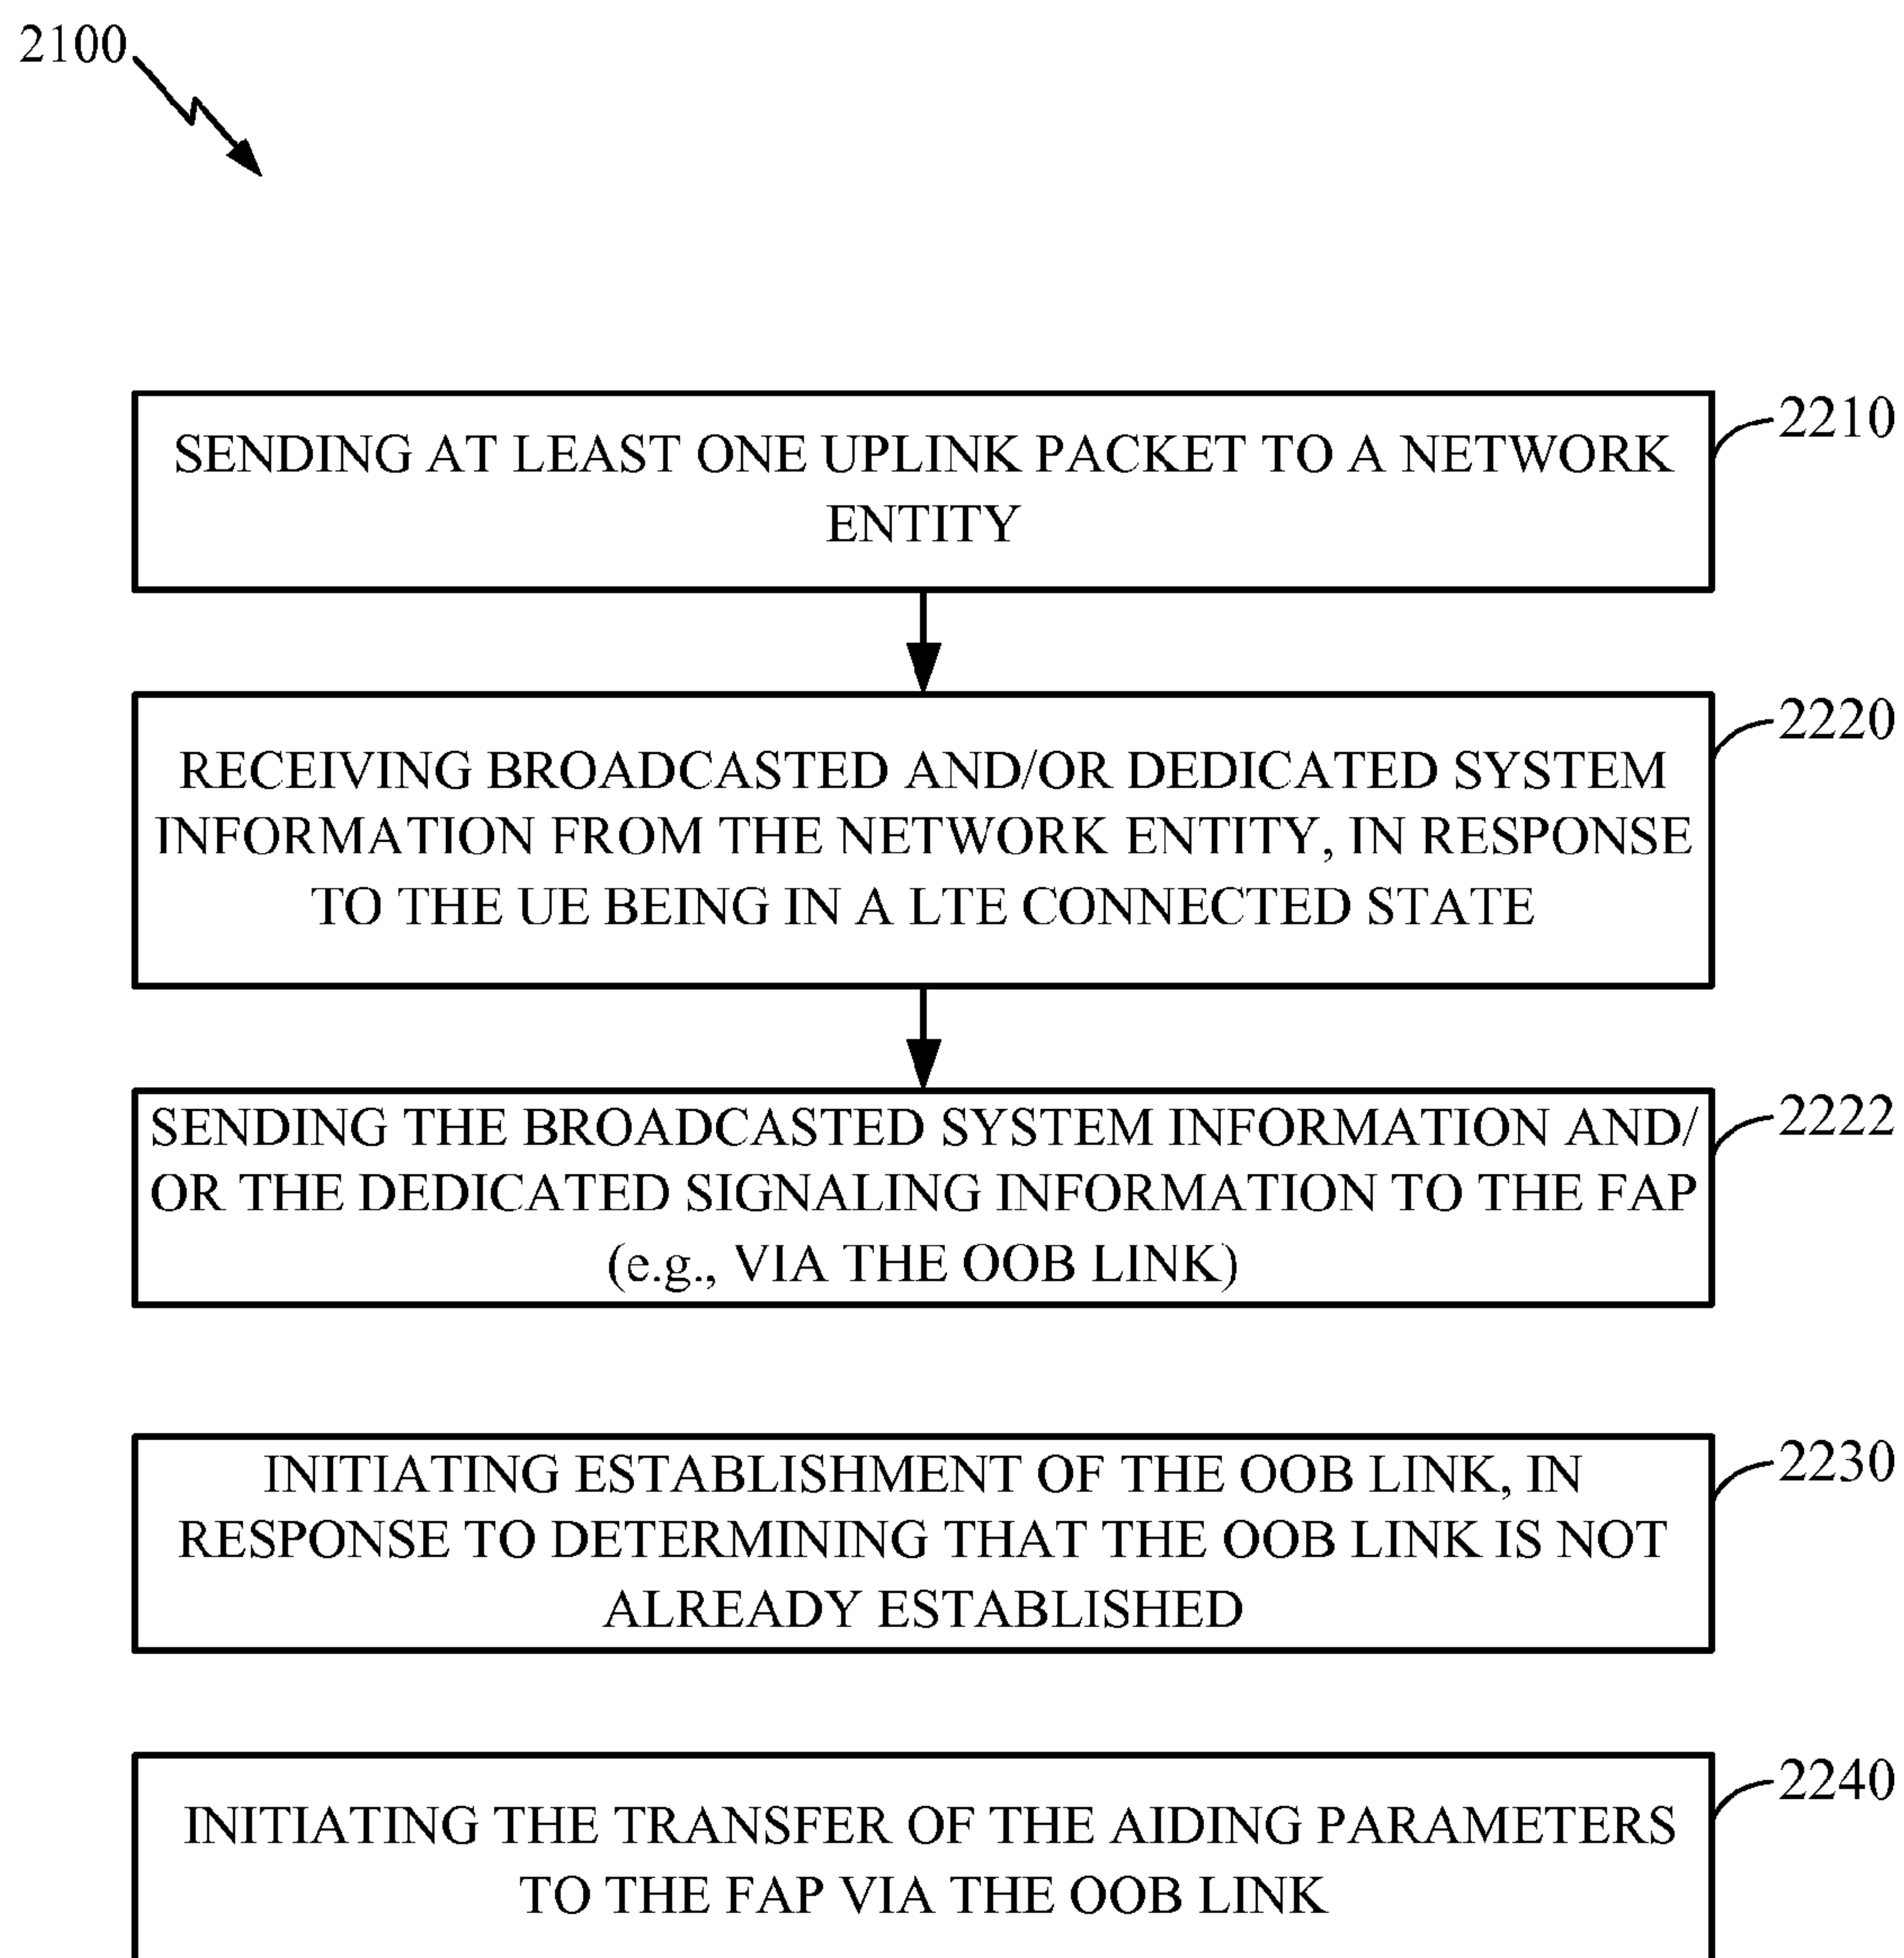 2100
2210
SENDING AT LEAST ONE UPLINK PACKET TO A NETWORK
ENTITY
2220
RECEIVING BROADCASTED AND/OR DEDICATED SYSTEM
INFORMATION FROM THE NETWORK ENTITY, IN RESPONSE
TO THE UE BEING IN A LTE CONNECTED STATE
2222
SENDING THE BROADCASTED SYSTEM INFORMATION AND/
OR THE DEDICATED SIGNALING INFORMATION TO THE FAP
(e.g., VIA THE OOB LINK)
2230
INITIATING ESTABLISHMENT OF THE OOB LINK, IN
RESPONSE TO DETERMINING THAT THE OOB LINK IS NOT
ALREADY ESTABLISHED
2240
INITIATING THE TRANSFER OF THE AIDING PARAMETERS
TO THE FAP VIA THE OOB LINK